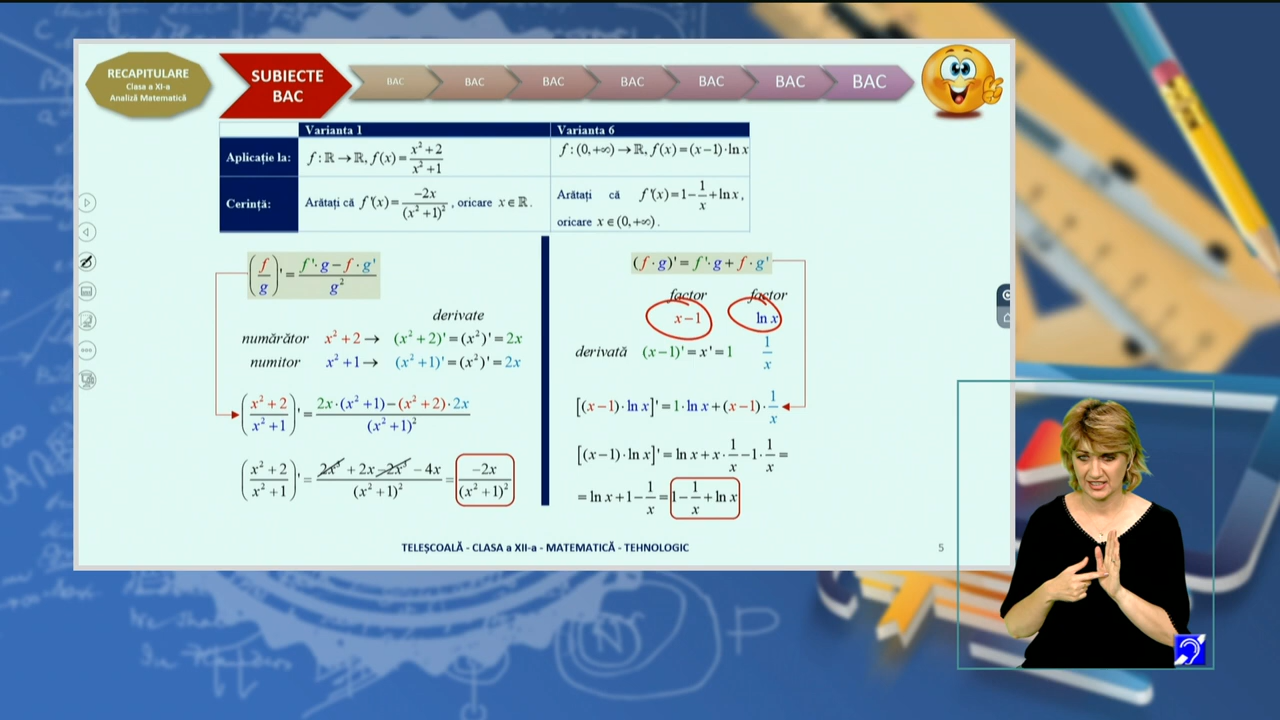 RECAPITULARE
Clasa a XI-a
Analiză Matematică
SUBIECTE
BAC
BAC BAC BAC BAC BAC BAC BAC
Varianta 1 Varianta 6
Aplicație la: f : ℝ → ℝ, f(x) = (x² + 2)/(x² + 1) f : (0, +∞) → ℝ, f(x) = (x − 1) · ln x
Cerință: Arătați că f '(x) = −2x/(x² + 1)², oricare x ∈ ℝ. Arătați că f '(x) = 1 − 1/x + ln x,
oricare x ∈ (0, +∞).
(f/g)' = (f '· g − f · g')/g²
derivate
numărător x² + 2 → (x² + 2)' = (x²)' = 2x
numitor x² + 1 → (x² + 1)' = (x²)' = 2x
((x² + 2)/(x² + 1))' = (2x · (x² + 1) − (x² + 2) · 2x)/(x² + 1)²
((x² + 2)/(x² + 1))' = (2x³ + 2x − 2x³ − 4x)/(x² + 1)² = −2x/(x² + 1)²
(f · g)' = f '· g + f · g'
factor factor
x − 1 ln x
derivată (x − 1)' = x' = 1 1/x
[(x − 1) · ln x]' = 1 · ln x + (x − 1) · 1/x
[(x − 1) · ln x]' = ln x + x · 1/x − 1 · 1/x =
= ln x + 1 − 1/x = 1 − 1/x + ln x
TELEȘCOALĂ - CLASA a XII-a - MATEMATICĂ - TEHNOLOGIC
5
N
P